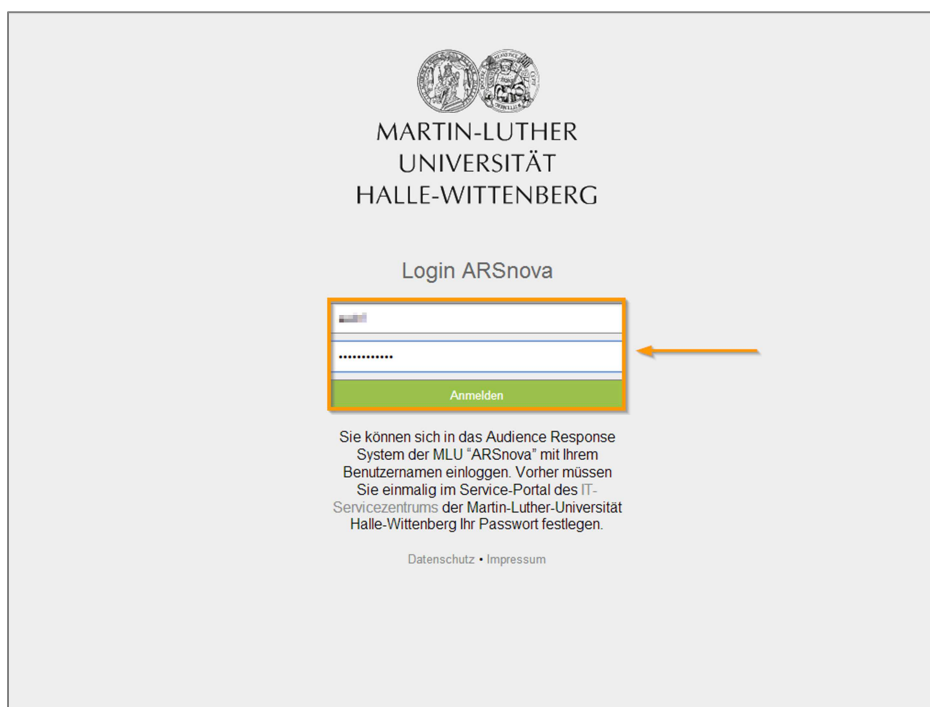 MARTIN-LUTHER
UNIVERSITÄT
HALLE-WITTENBERG
Login ARSnova
••••••••••••
Anmelden
Sie können sich in das Audience Response
System der MLU "ARSnova" mit Ihrem
Benutzernamen einloggen. Vorher müssen
Sie einmalig im Service-Portal des IT-
Servicezentrums der Martin-Luther-Universität
Halle-Wittenberg Ihr Passwort festlegen.
Datenschutz • Impressum